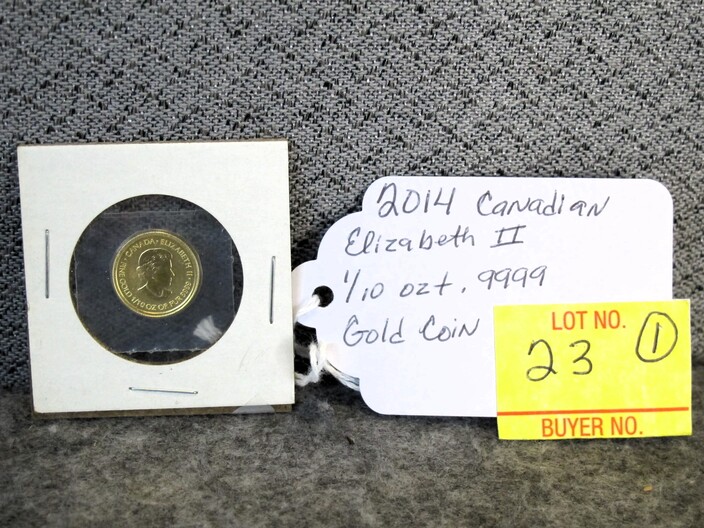 CANADA · ELIZABETH II
2014 Canadian
Elizabeth II
1/10 ozt. 9999
Gold Coin
LOT NO.
23 1
BUYER NO.